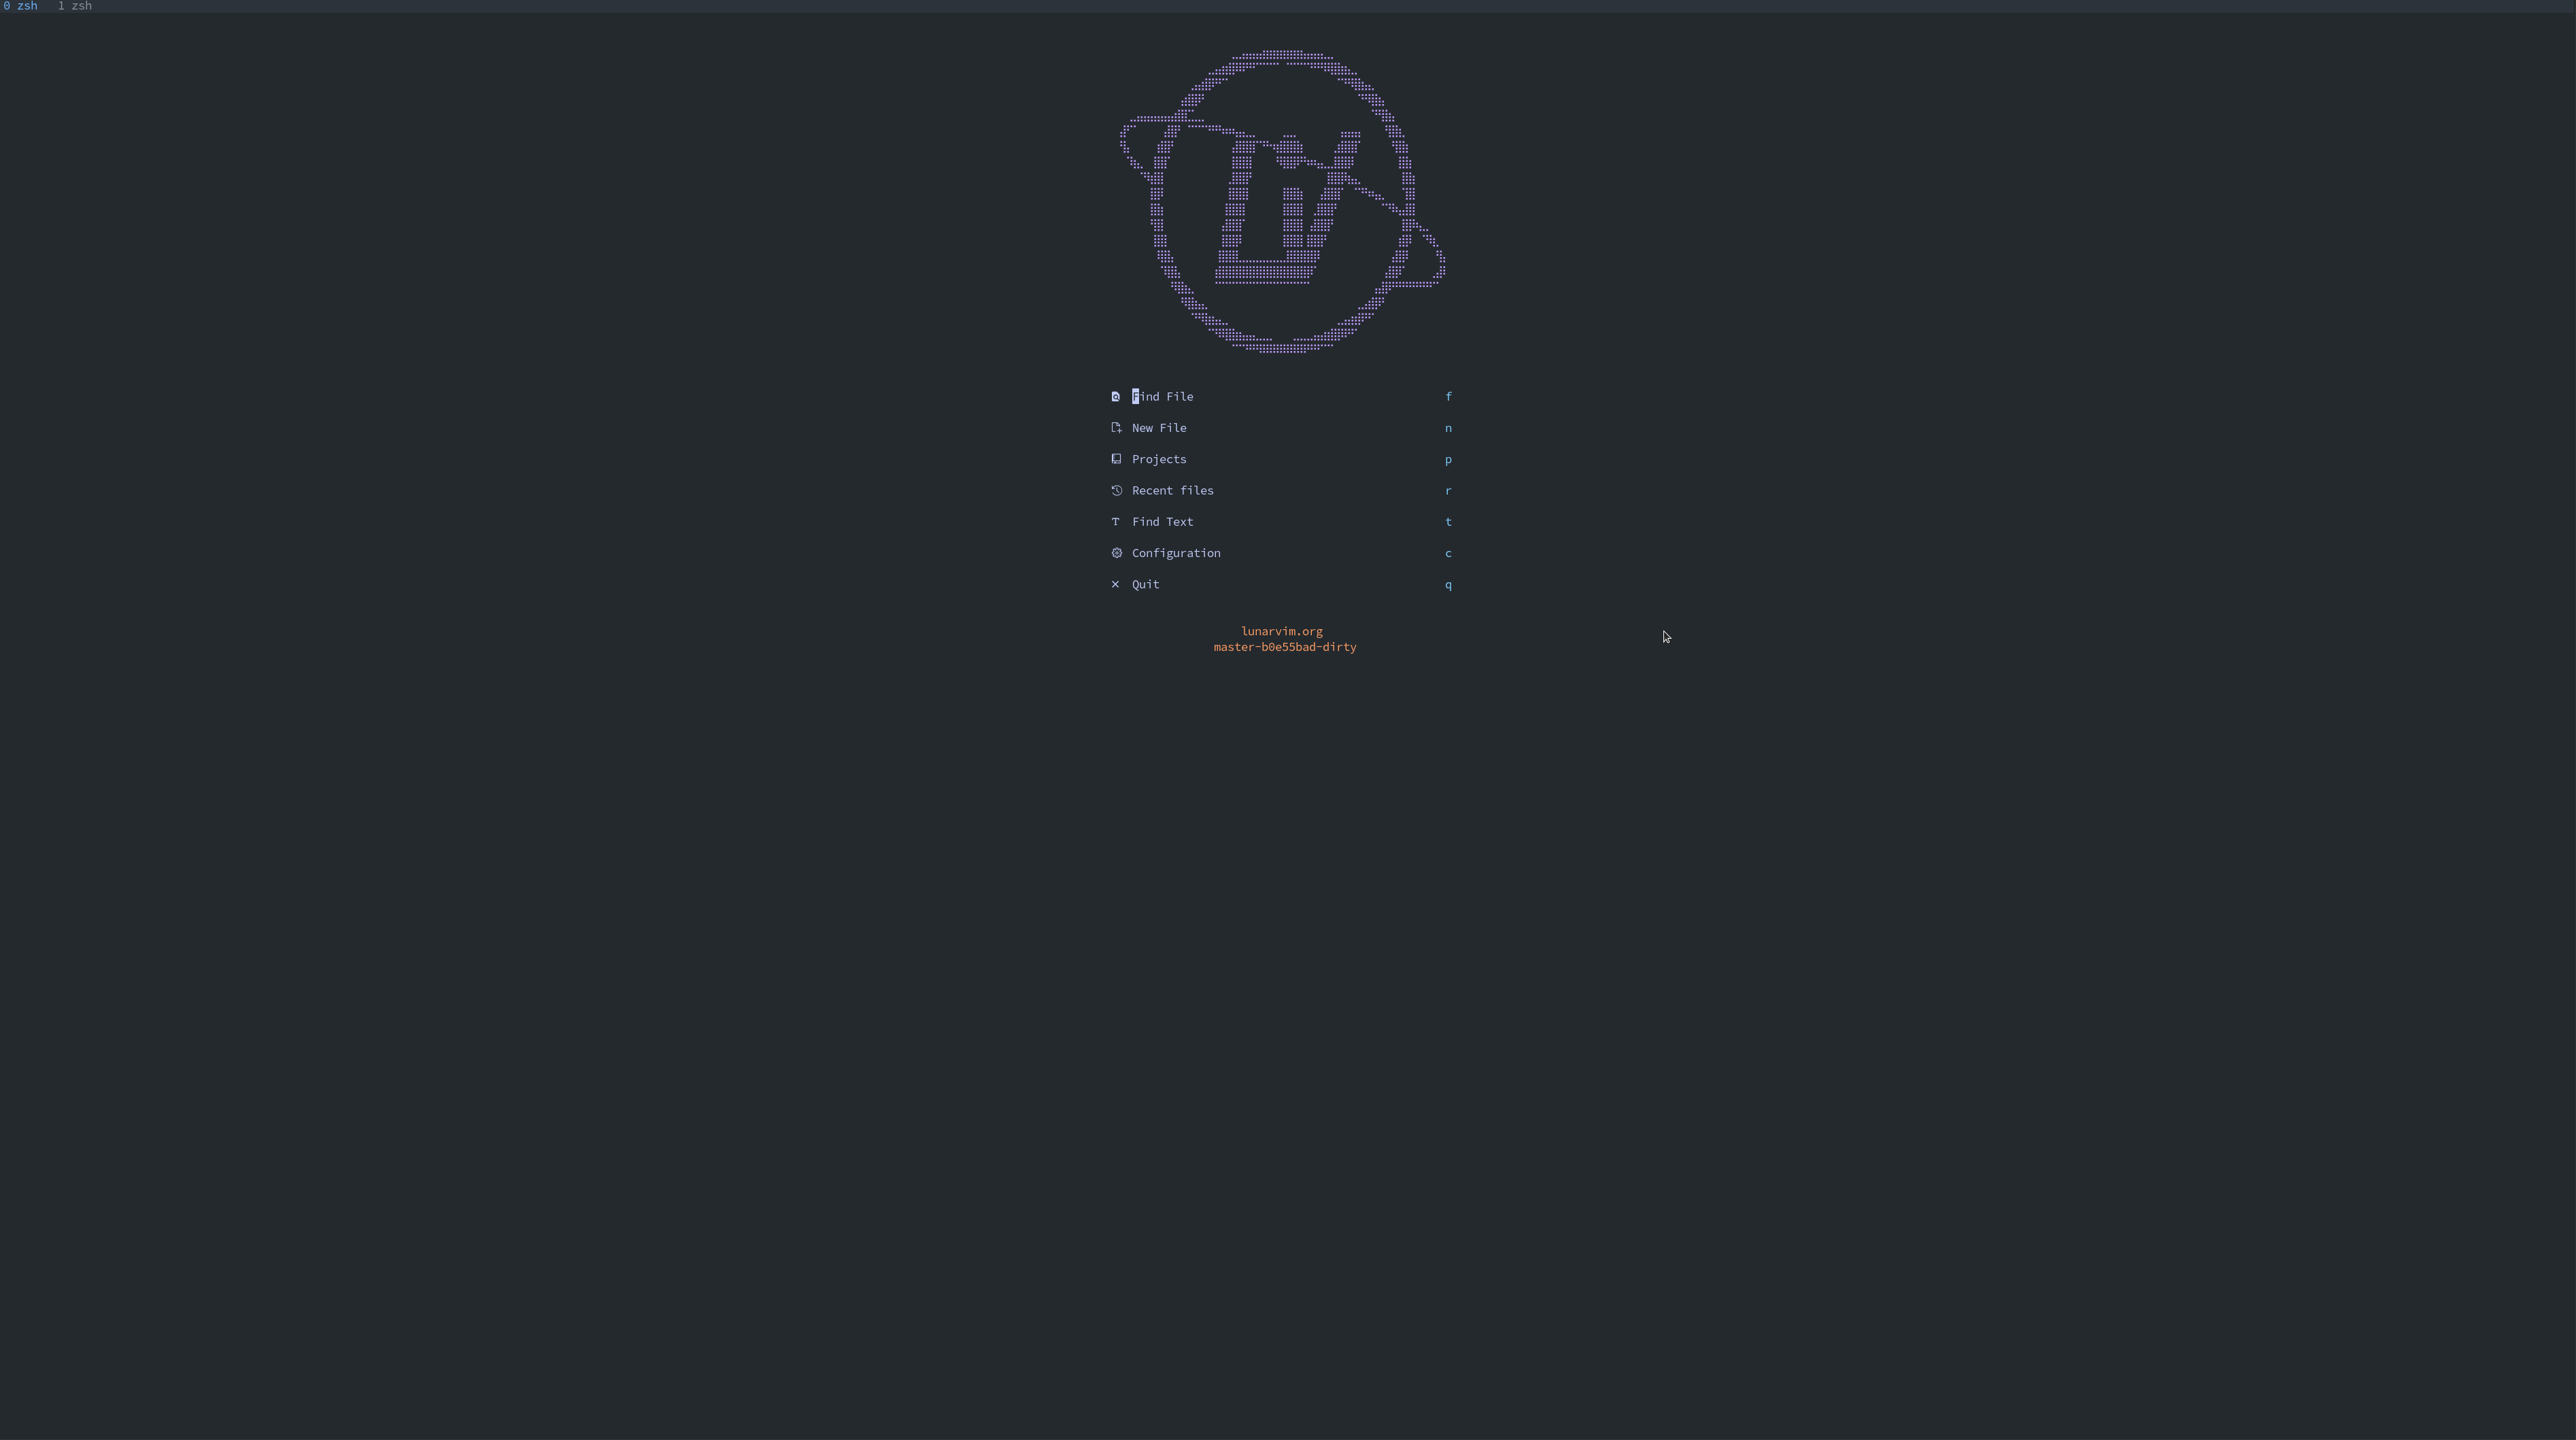 0 zsh 1 zsh
Find File f
New File n
Projects p
Recent files r
Find Text t
Configuration c
Quit q
lunarvim.org
master-b0e55bad-dirty